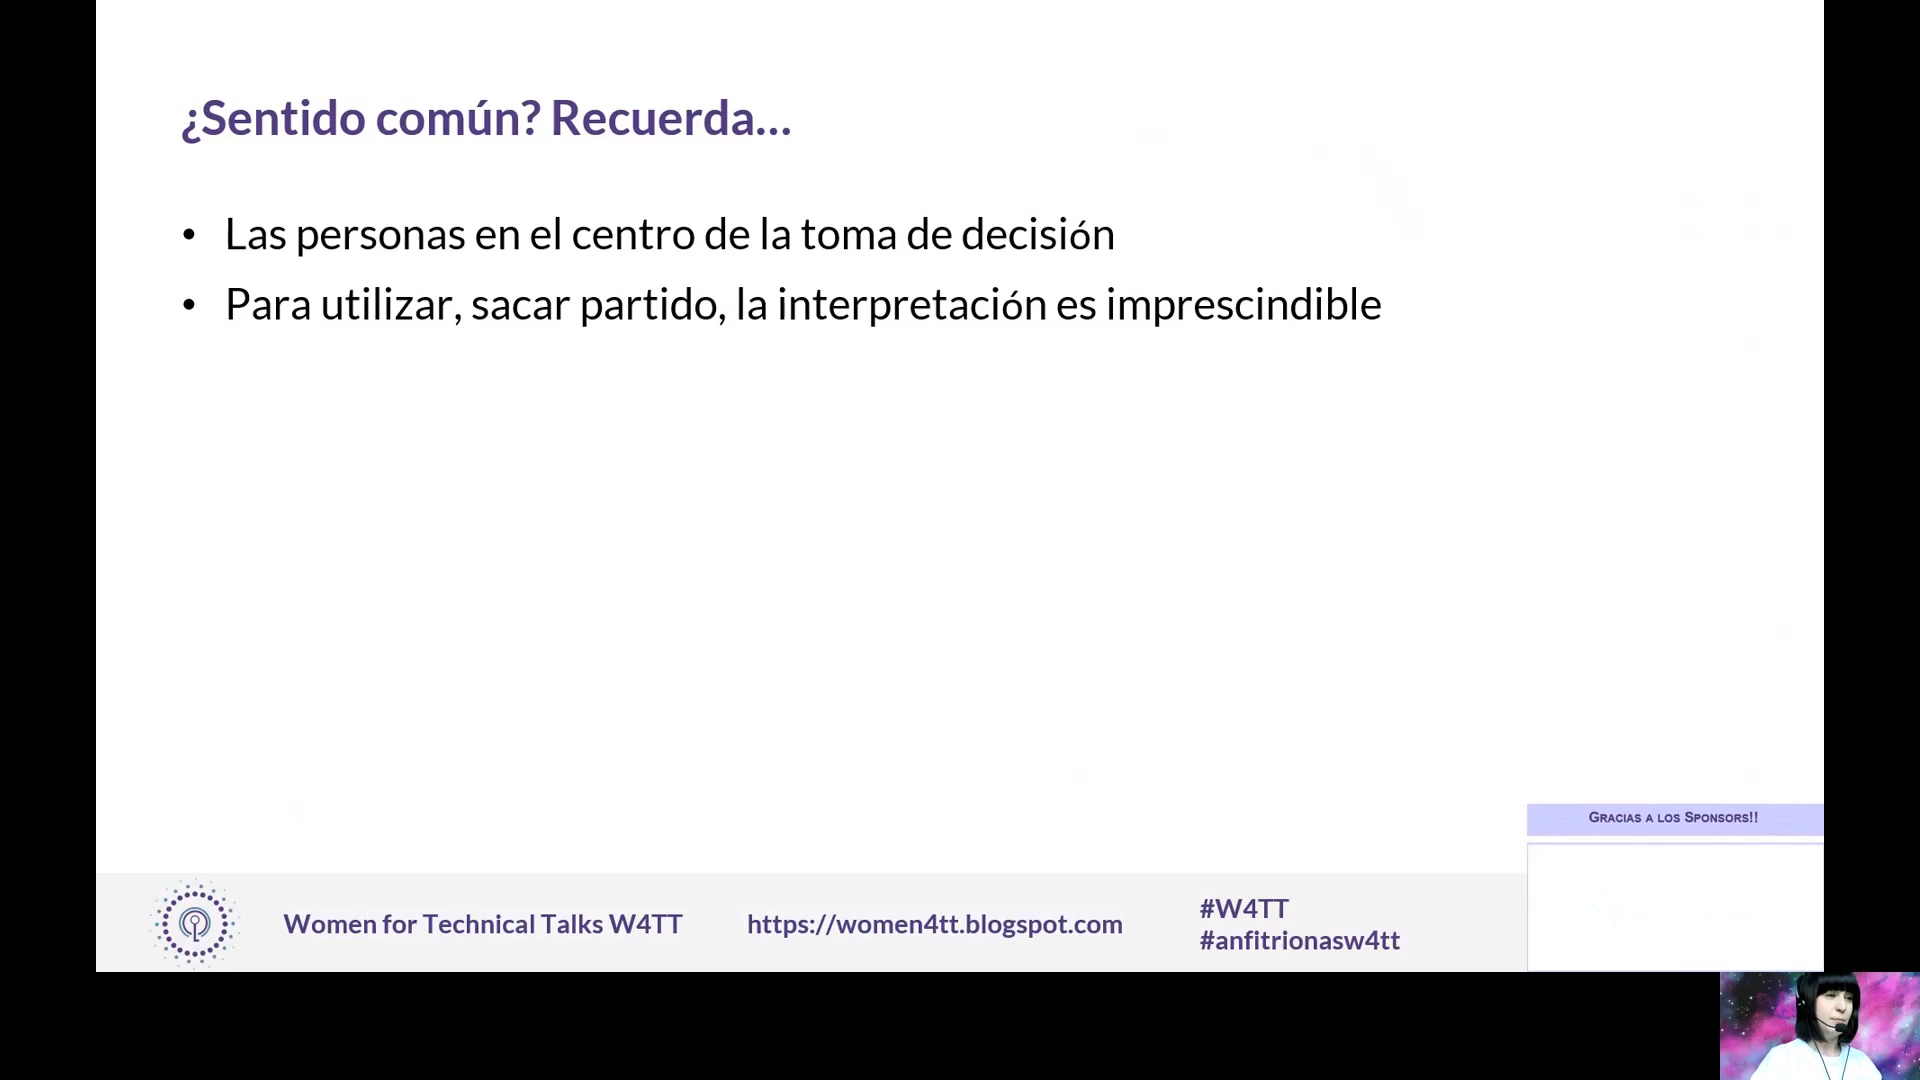 ¿Sentido común? Recuerda...
• Las personas en el centro de la toma de decisión
• Para utilizar, sacar partido, la interpretación es imprescindible
Gracias a los Sponsors!!
Women for Technical Talks W4TT
https://women4tt.blogspot.com
#W4TT
#anfitrionasw4tt